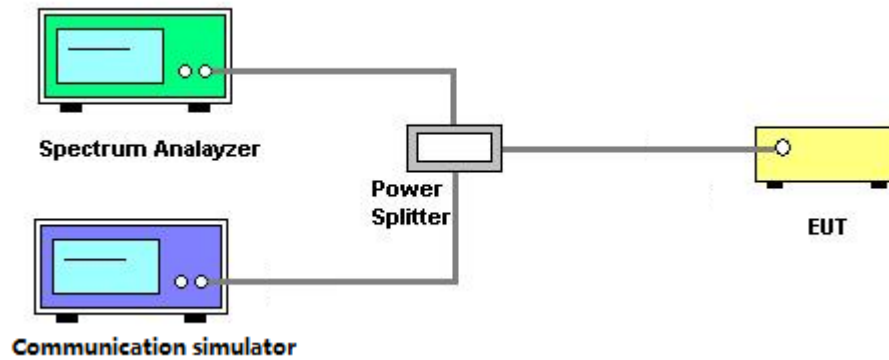 Spectrum Analayzer
Power
Splitter
EUT
Communication simulator